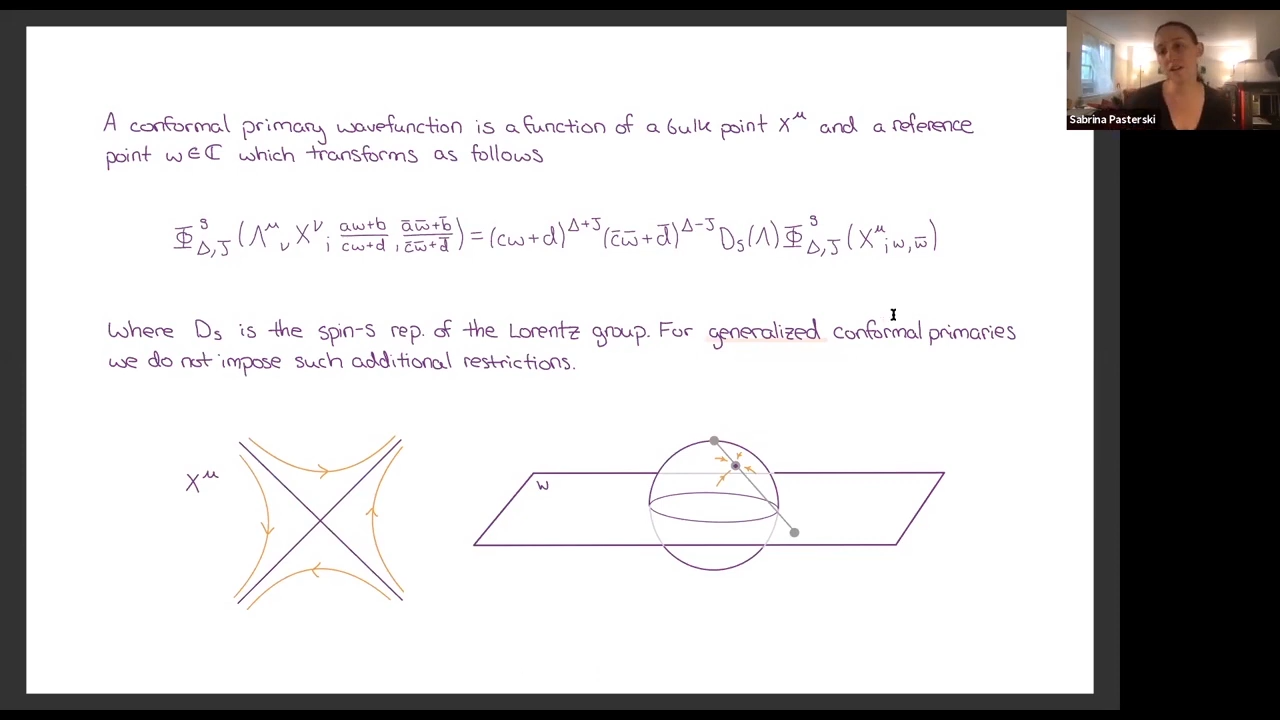 A conformal primary wavefunction is a function of a bulk point X^μ and a reference
point w∈ℂ which transforms as follows
Φ^s_{Δ,J} (Λ^μ_ν X^ν; (aw+b)/(cw+d), (āw̄+b̄)/(c̄w̄+d̄)) = (cw+d)^{Δ+J} (c̄w̄+d̄)^{Δ-J} D_s(Λ) Φ^s_{Δ,J} (X^μ; w, w̄)
Where D_s is the spin-s rep. of the Lorentz group. For generalized conformal primaries
we do not impose such additional restrictions.
X^μ
w
Sabrina Pasterski